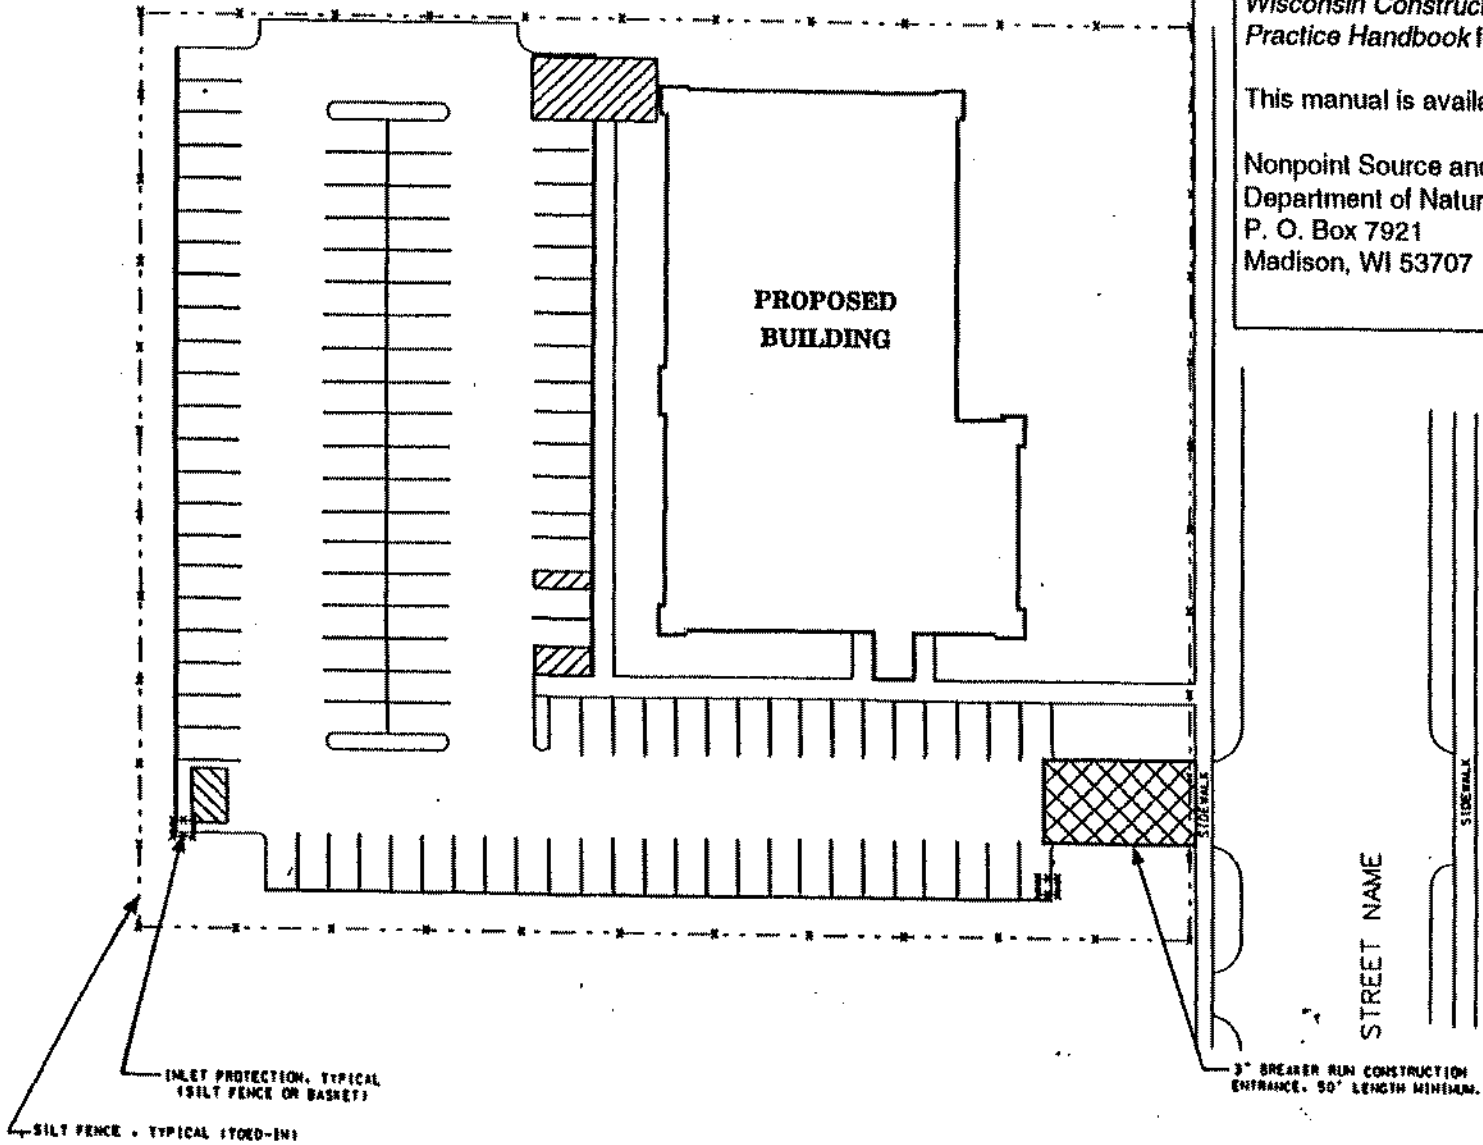 Wisconsin Construc
Practice Handbook f
This manual is availa
Nonpoint Source and
Department of Natur
P. O. Box 7921
Madison, WI 53707
PROPOSED
BUILDING
SIDEWALK
SIDEWALK
STREET NAME
INLET PROTECTION, TYPICAL
(SILT FENCE OR BASKET)
3" BREAKER RUN CONSTRUCTION
ENTRANCE. 50' LENGTH MINIMUM.
SILT FENCE . TYPICAL (TOED-IN)